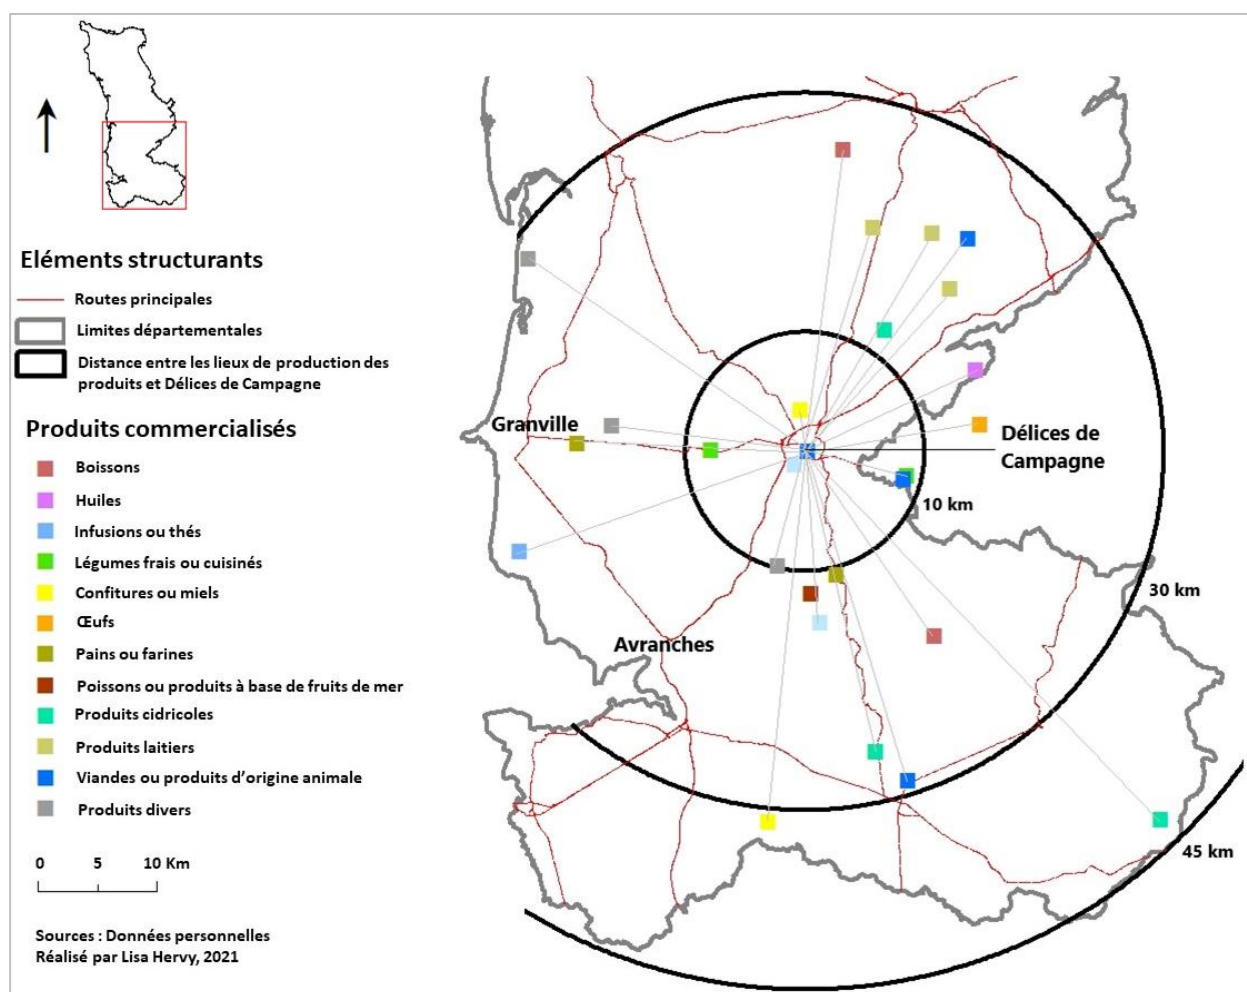 Eléments structurants
Routes principales
Limites départementales
Distance entre les lieux de production des
produits et Délices de Campagne
Produits commercialisés
Boissons
Huiles
Infusions ou thés
Légumes frais ou cuisinés
Confitures ou miels
Œufs
Pains ou farines
Poissons ou produits à base de fruits de mer
Produits cidricoles
Produits laitiers
Viandes ou produits d'origine animale
Produits divers
0 5 10 Km
Sources : Données personnelles
Réalisé par Lisa Hervy, 2021
Granville
Délices de
Campagne
10 km
30 km
Avranches
45 km